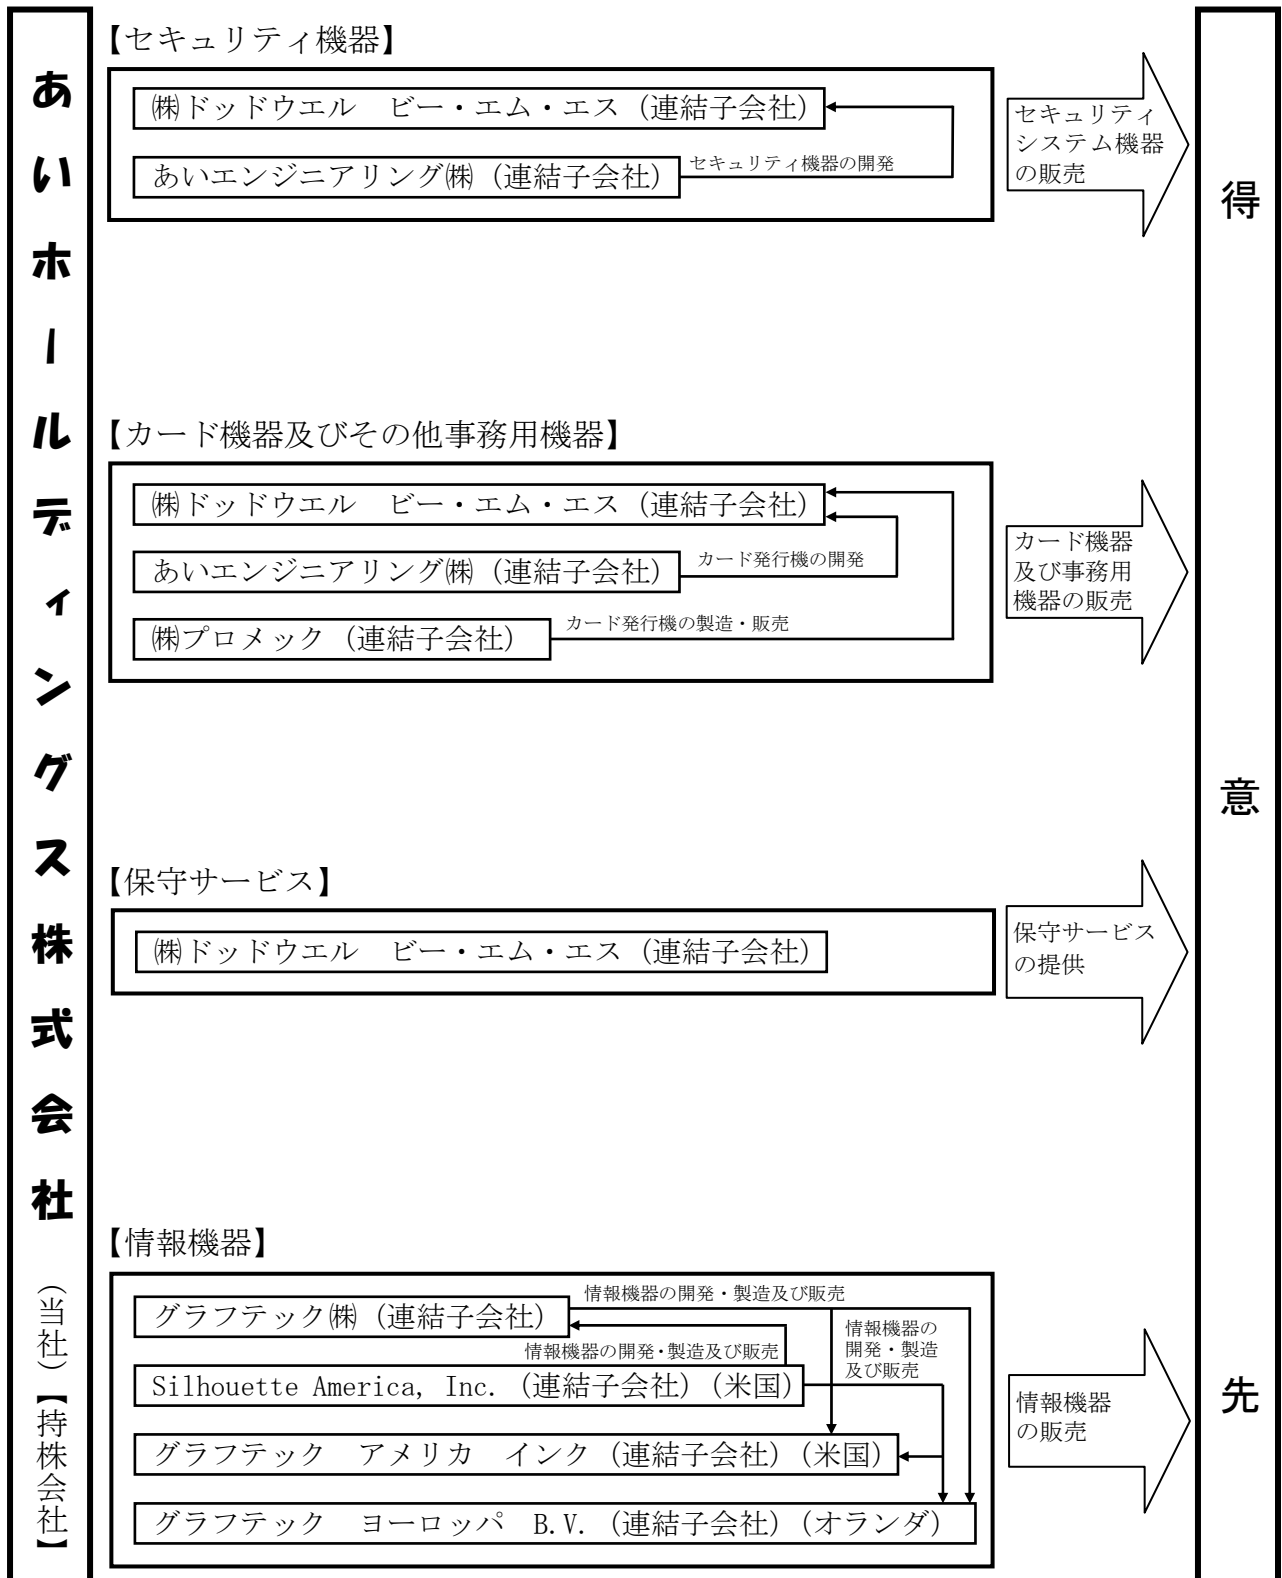 あいホールディングス株式会社(当社)【持株会社】
【セキュリティ機器】
㈱ドッドウエル ビー・エム・エス(連結子会社)
あいエンジニアリング㈱(連結子会社)
セキュリティ機器の開発
セキュリティ
システム機器
の販売
【カード機器及びその他事務用機器】
㈱ドッドウエル ビー・エム・エス(連結子会社)
あいエンジニアリング㈱(連結子会社)
カード発行機の開発
㈱プロメック(連結子会社)
カード発行機の製造・販売
カード機器
及び事務用
機器の販売
【保守サービス】
㈱ドッドウエル ビー・エム・エス(連結子会社)
保守サービス
の提供
【情報機器】
グラフテック㈱(連結子会社)
情報機器の開発・製造及び販売
情報機器の開発・製造及び販売
情報機器の
開発・製造
及び販売
Silhouette America, Inc.(連結子会社)(米国)
グラフテック アメリカ インク(連結子会社)(米国)
グラフテック ヨーロッパ B.V.(連結子会社)(オランダ)
情報機器
の販売
得意先